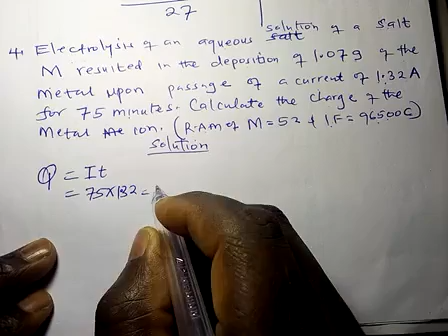 27
4. Electrolysis of an aqueous solution of a salt
M resulted in the deposition of 1.07g of the
Metal upon passage of a current of 1.32A
for 75 minutes. Calculate the charge of the
Metal ion. (R.A.M of M = 52 & 1F = 96500C)
Solution
Q = It
= 75 x 132 =